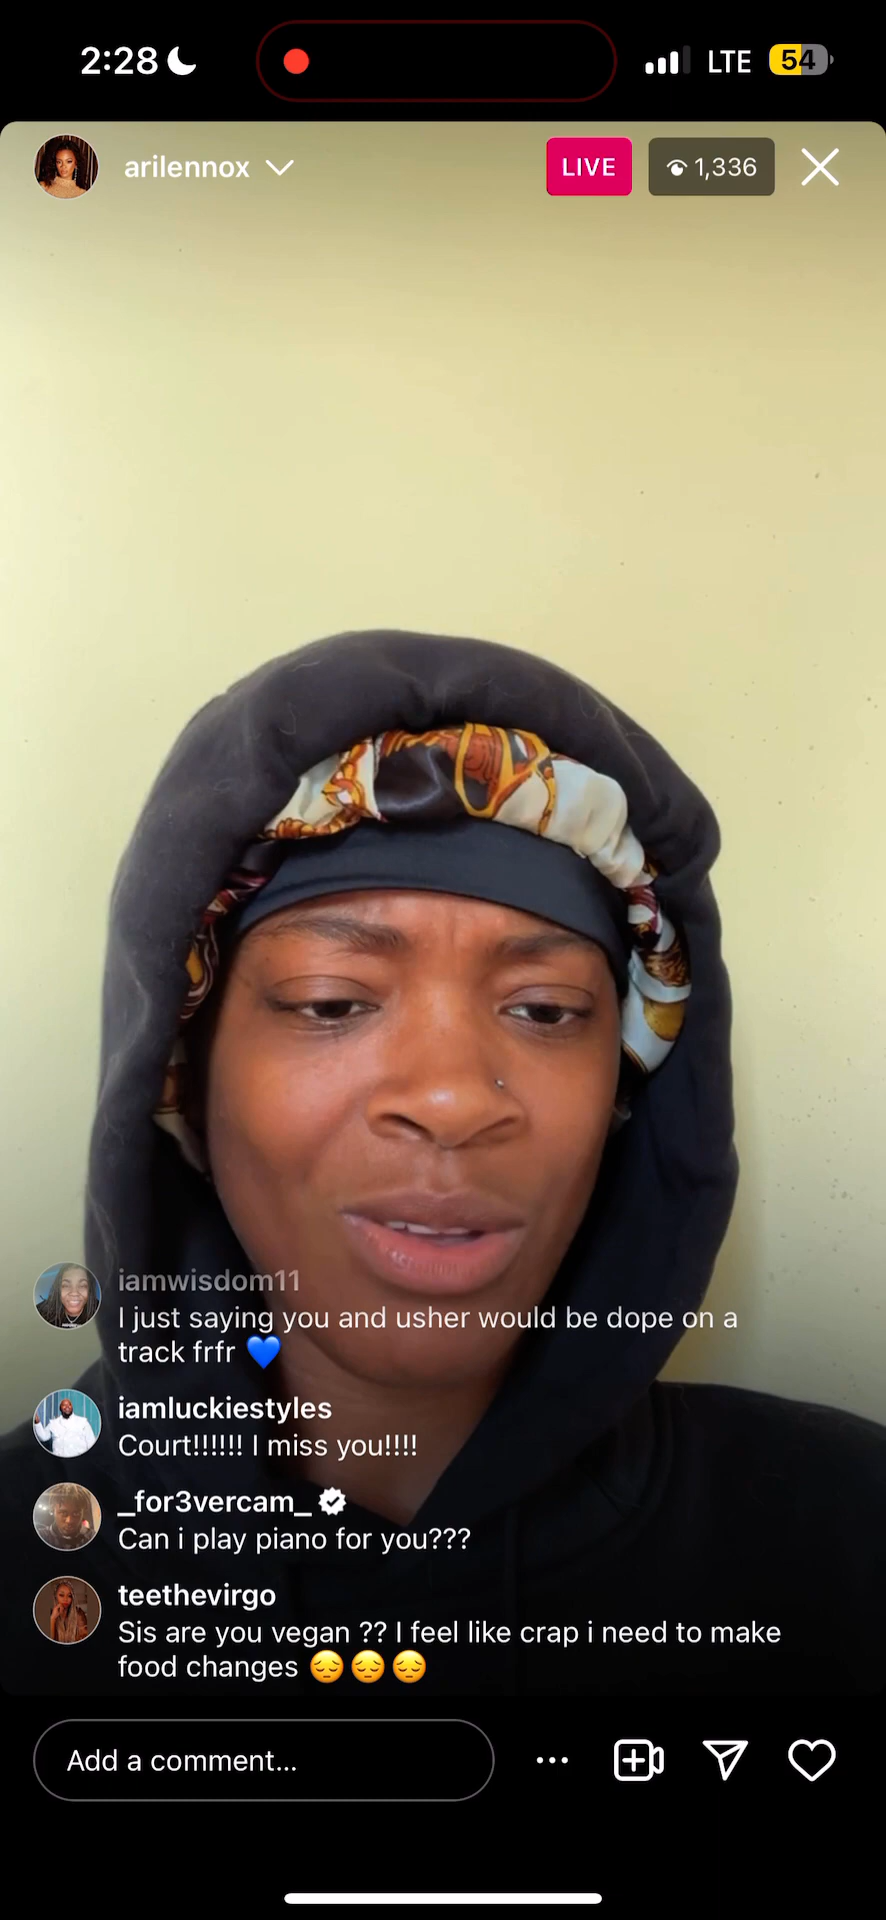 2:28
LTE
54
arilennox
LIVE
1,336
iamwisdom11
I just saying you and usher would be dope on a
track frfr 💙
iamluckiestyles
Court!!!!!! I miss you!!!!
_for3vercam_
Can i play piano for you???
teethevirgo
Sis are you vegan ?? I feel like crap i need to make
food changes 😔😔😔
Add a comment...